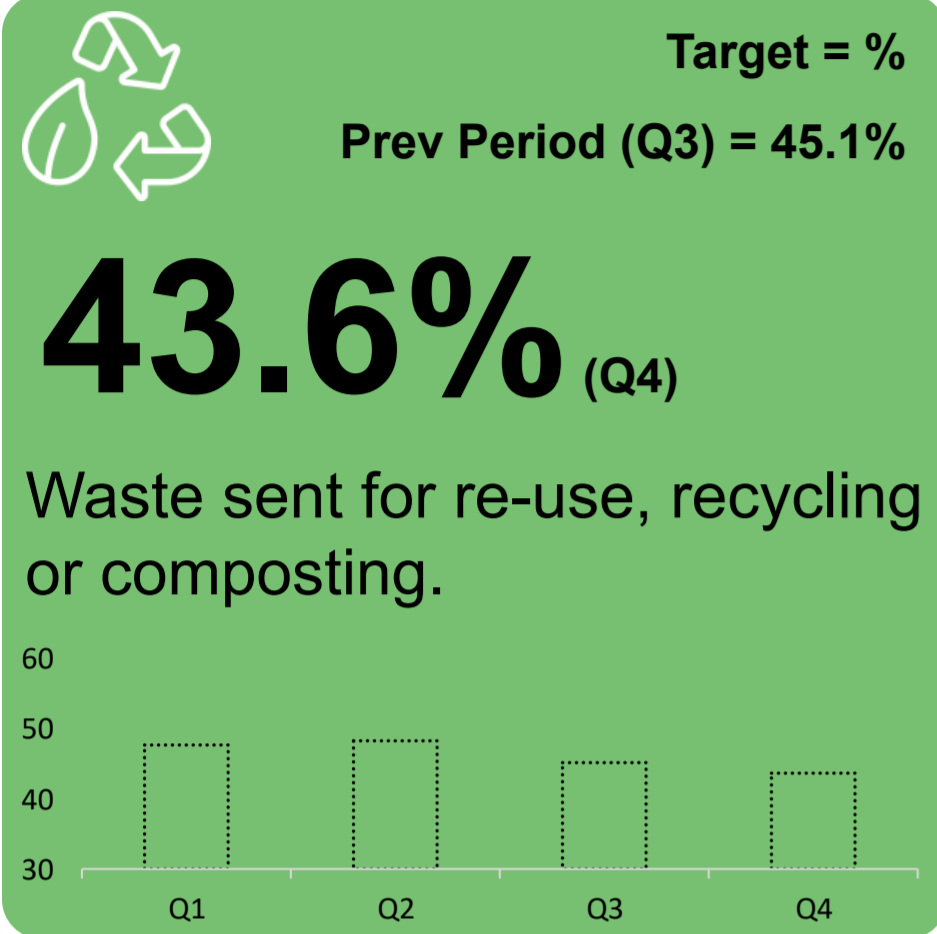 Target = %
Prev Period (Q3) = 45.1%
43.6% (Q4)
Waste sent for re-use, recycling
or composting.
60
50
40
30
Q1 Q2 Q3 Q4